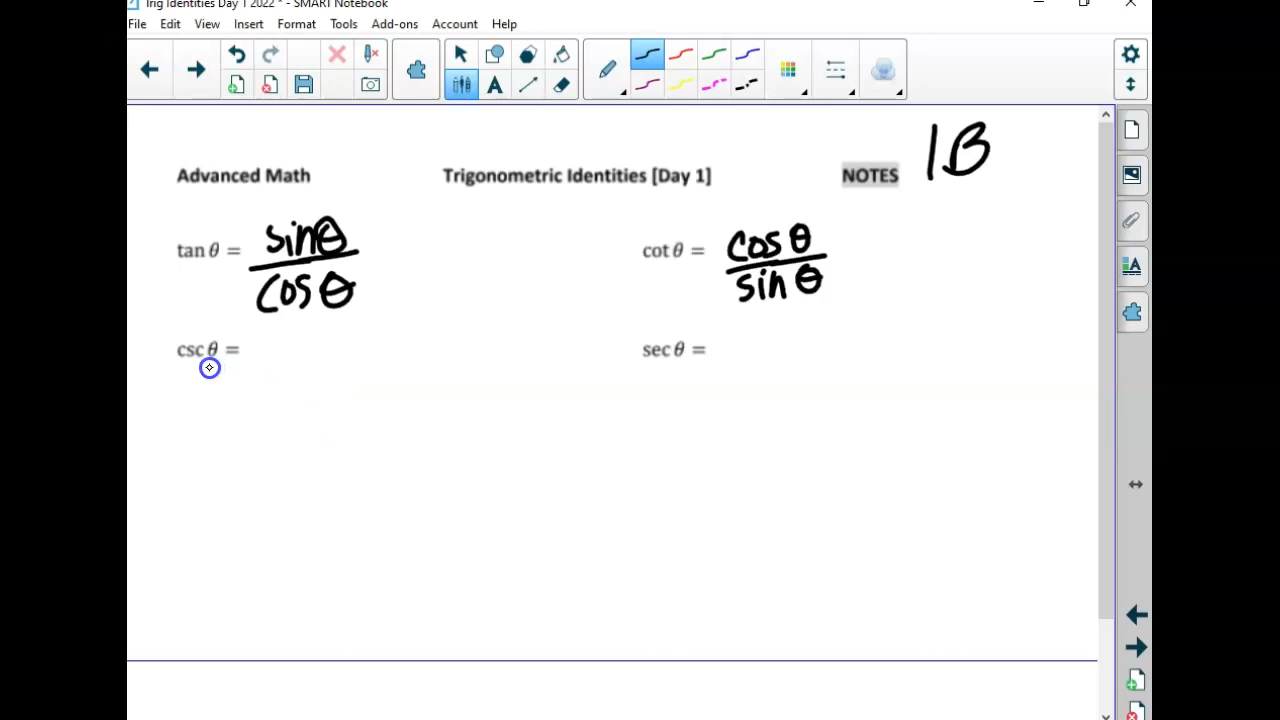 Trig Identities Day 1 2022 * - SMART Notebook
File Edit View Insert Format Tools Add-ons Account Help
1B
Advanced Math Trigonometric Identities [Day 1] NOTES
tan θ = sinθ / cosθ cot θ = cosθ / sinθ
csc θ = sec θ =